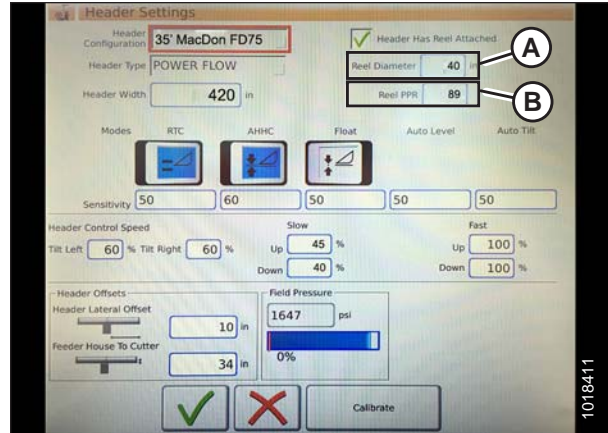 Header Settings
Header Configuration 35' MacDon FD75 Header Has Reel Attached
A
Header Type POWER FLOW Reel Diameter 40 in
Header Width 420 in Reel PPR 89
B
Modes RTC AHHC Float Auto Level Auto Tilt
Sensitivity 50 60 50 50 50
Header Control Speed Slow Fast
Tilt Left 60 % Tilt Right 60 % Up 45 % Up 100 %
Down 40 % Down 100 %
Header Offsets Field Pressure
Header Lateral Offset 1647 psi
10 in
Feeder House To Cutter 0%
34 in
Calibrate
1018411